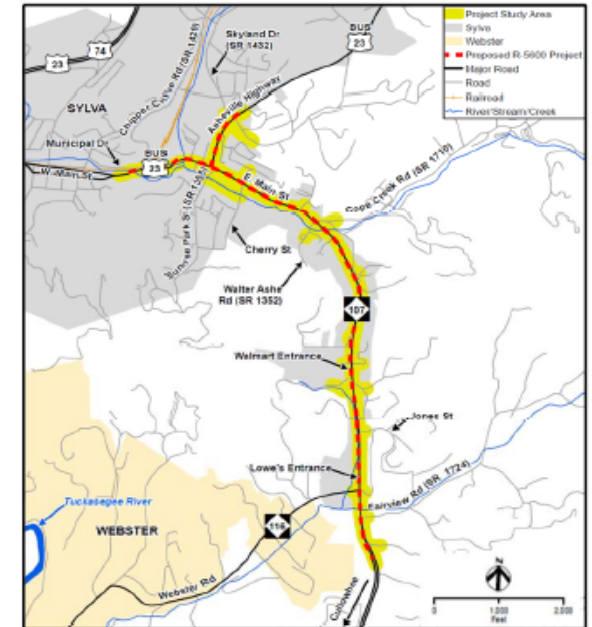 Project Study Area
Sylva
Webster
Proposed R-5600 Project
Major Road
Road
Railroad
River/Stream/Creek
BUS
23
74
23
Skyland Dr
(SR 1432)
SYLVA
Asheville Highway
Municipal Dr
BUS
23
W. Main St
E. Main St
Cope Creek Rd (SR 1710)
Cherry St
Walter Ashe
Rd (SR 1352)
107
Walmart Entrance
Jones St
Lowe's Entrance
Fairview Rd (SR 1724)
Tuckasegee River
WEBSTER
116
Webster Rd
Cullowhee
N
0
1,000
2,000
Feet